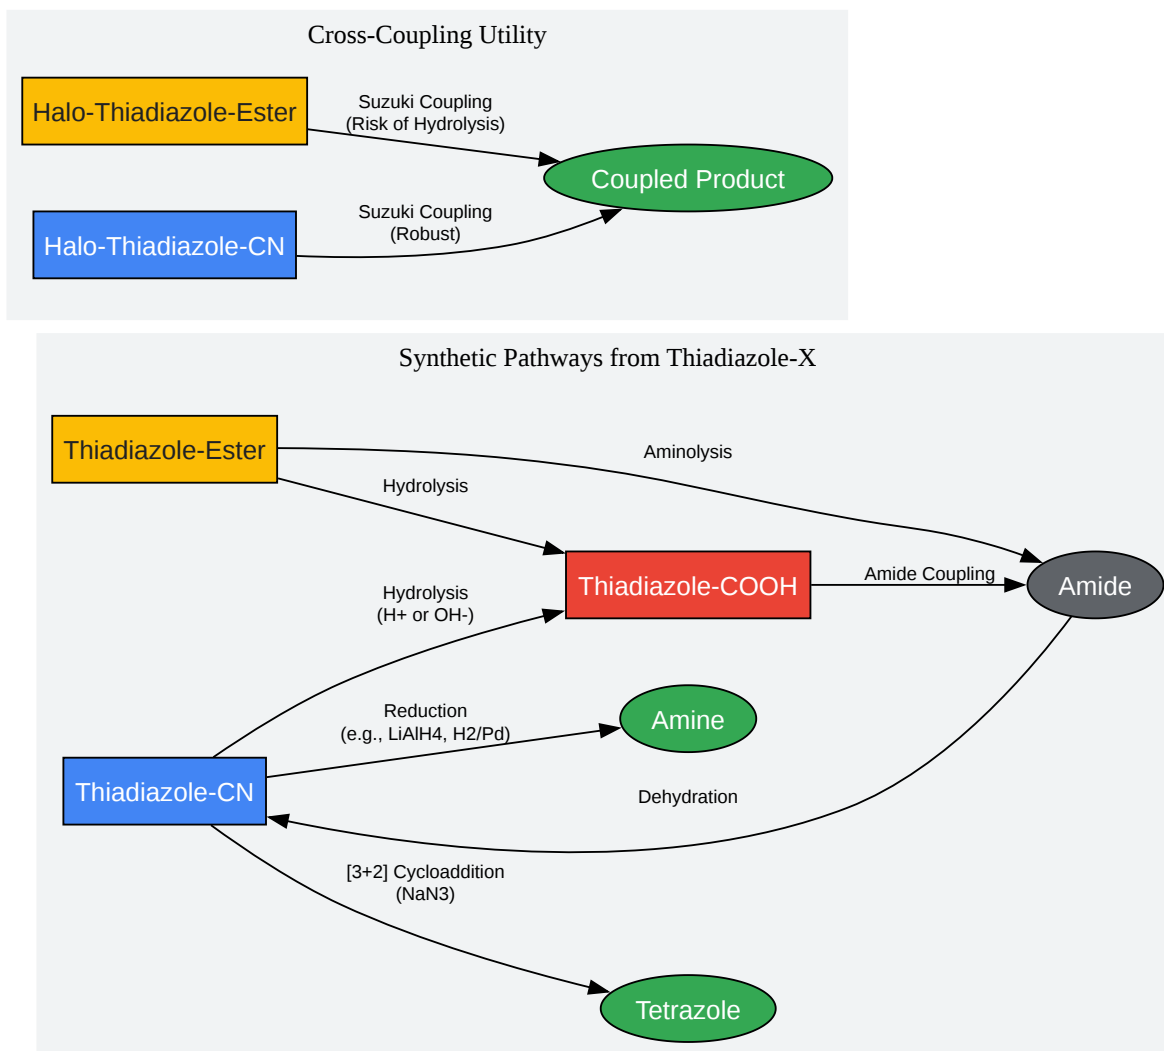 Cross-Coupling Utility
Halo-Thiadiazole-Ester
Suzuki Coupling
(Risk of Hydrolysis)
Coupled Product
Halo-Thiadiazole-CN
Suzuki Coupling
(Robust)
Synthetic Pathways from Thiadiazole-X
Thiadiazole-Ester
Aminolysis
Hydrolysis
Hydrolysis
(H+ or OH-)
Thiadiazole-COOH
Amide Coupling
Amide
Reduction
(e.g., LiAlH4, H2/Pd)
Amine
Thiadiazole-CN
Dehydration
[3+2] Cycloaddition
(NaN3)
Tetrazole